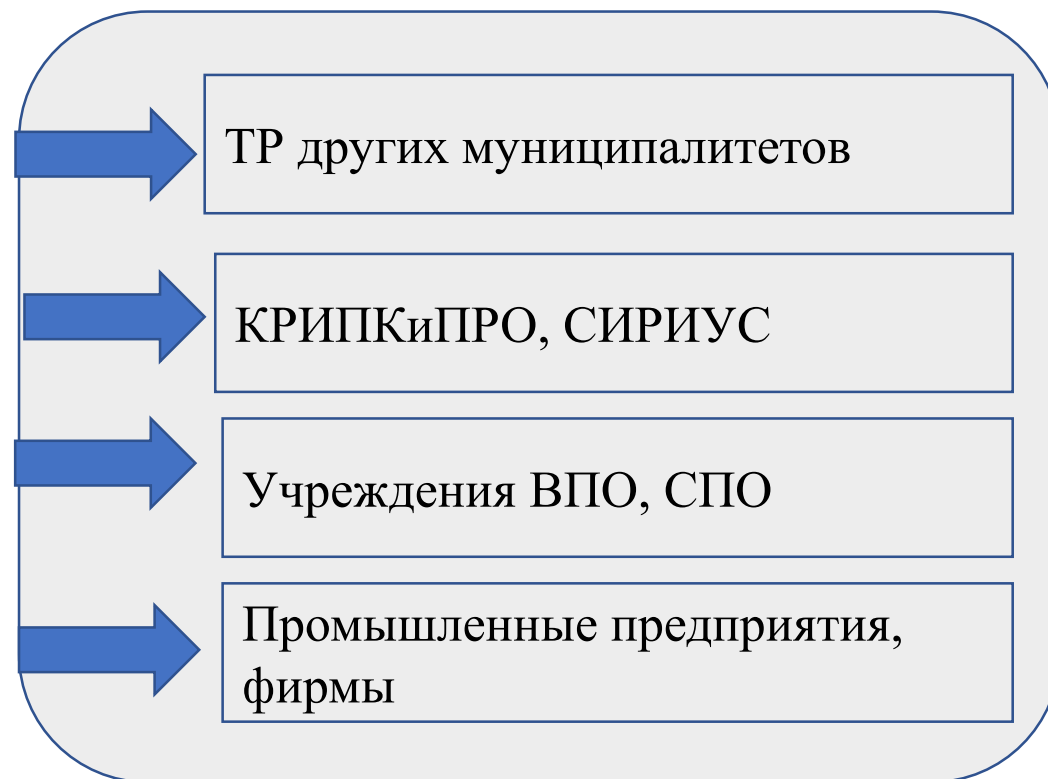 ТР других муниципалитетов
КРИПКиПРО, СИРИУС
Учреждения ВПО, СПО
Промышленные предприятия,
фирмы